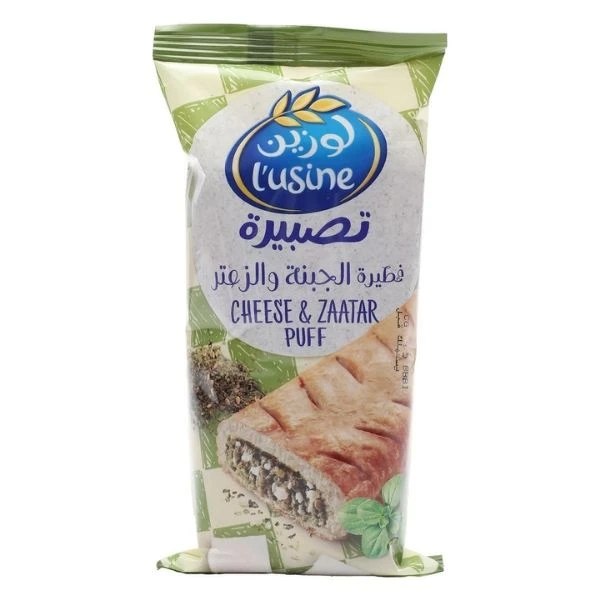 لوزين
l'usine
تصبيرة
فطيرة الجبنة والزعتر
CHEESE & ZAATAR
PUFF